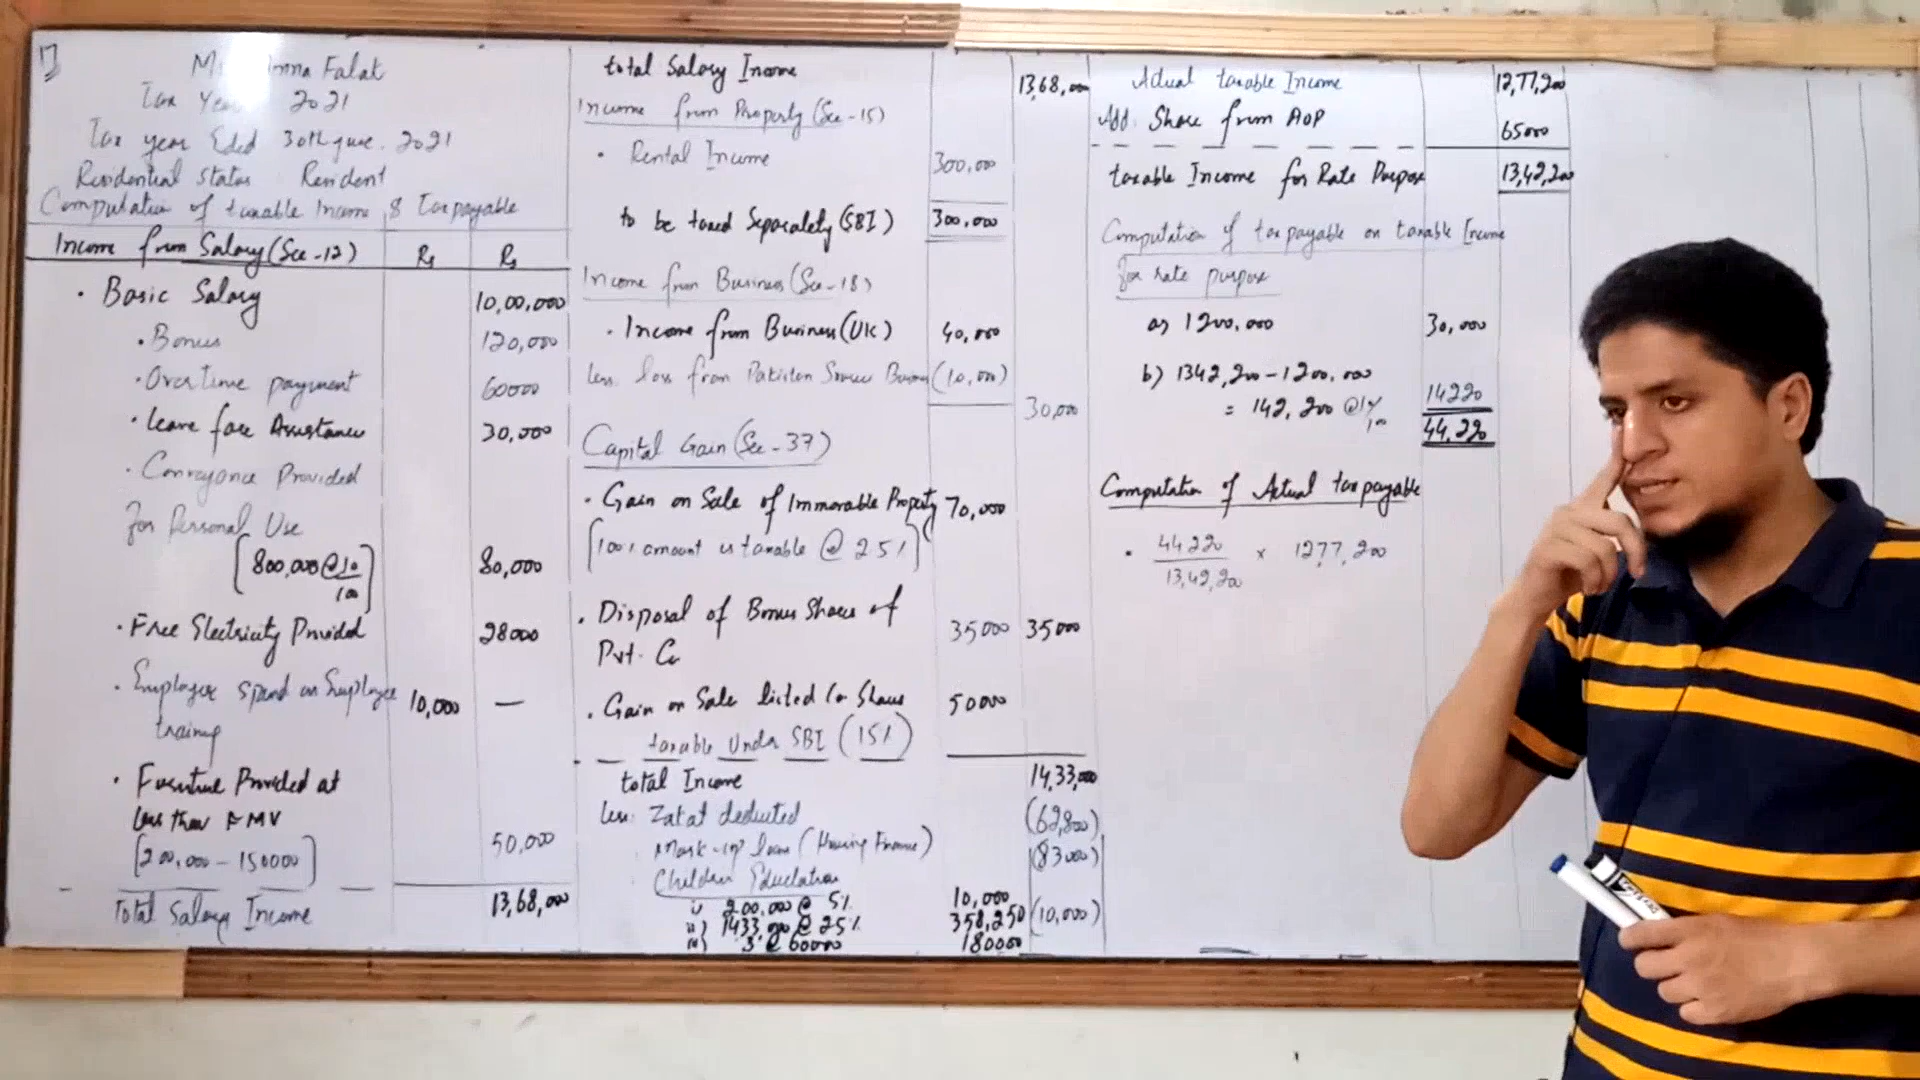 Falak
Tax Year 2021
Tax year Ended 30th june. 2021
Residential Status Resident
Computation of taxable Income & Tax payable
Income from Salary (Sec-12) Rs Rs
· Basic Salary 10,00,000
· Bonus 120,000
· Over time payment 60000
· Leave fare Assistance 30,000
· Conveyance Provided
for Personal Use
[800,000 @ 10/100] 80,000
· Free Electricity Provided 28000
· Employer spend on Employee 10,000 —
training
· Furniture Provided at
less than FMV
[200,000 - 150000] 50,000
Total Salary Income 13,68,000
total Salary Income 13,68,000
Income from Property (Sec-15)
· Rental Income 300,000
to be taxed Separately (SBI) 300,000
Income from Business (Sec-18)
· Income from Business (UK) 40,000
less. loss from Pakistan Source Business (10,000)
30,000
Capital Gain (Sec-37)
· Gain on Sale of Immovable Property 70,000
[100% amount is taxable @ 25%]
· Disposal of Bonus Shares of 35000 35000
Pvt. Co
· Gain on Sale listed Co Shares 50000
taxable Under SBI (15%)
total Income 14,33,000
less: Zakat deducted (62,800)
Mark-up loan (Housing Finance) (83000)
Children Education
i) 200,000 @ 5% 10,000
ii) 1433,000 @ 25% 358,250 (10,000)
iii) 3 @ 60000 180000
Actual taxable Income 12,77,200
Add: Share from AOP 65000
taxable Income for Rate Purpose 13,42,200
Computation of tax payable on taxable Income
for rate purpose
a) 1200,000 30,000
b) 1342,200 - 1200,000
= 142,200 @ 10/100 14220
44,220
Computation of Actual tax payable
· 44220/13,42,200 × 1277,200